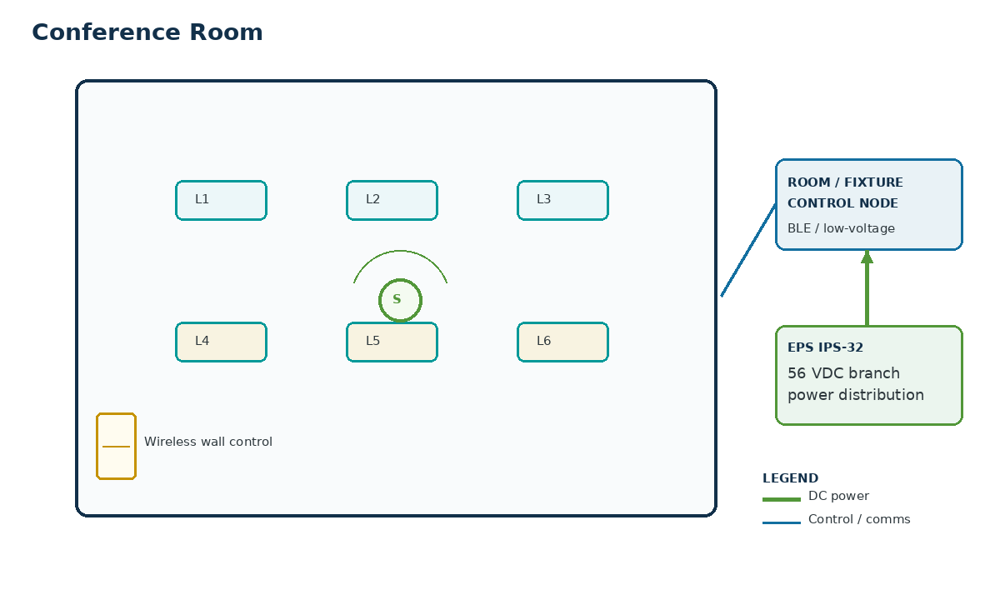 Conference Room
L1
L2
L3
S
L4
L5
L6
Wireless wall control
ROOM / FIXTURE
CONTROL NODE
BLE / low-voltage
EPS IPS-32
56 VDC branch
power distribution
LEGEND
DC power
Control / comms